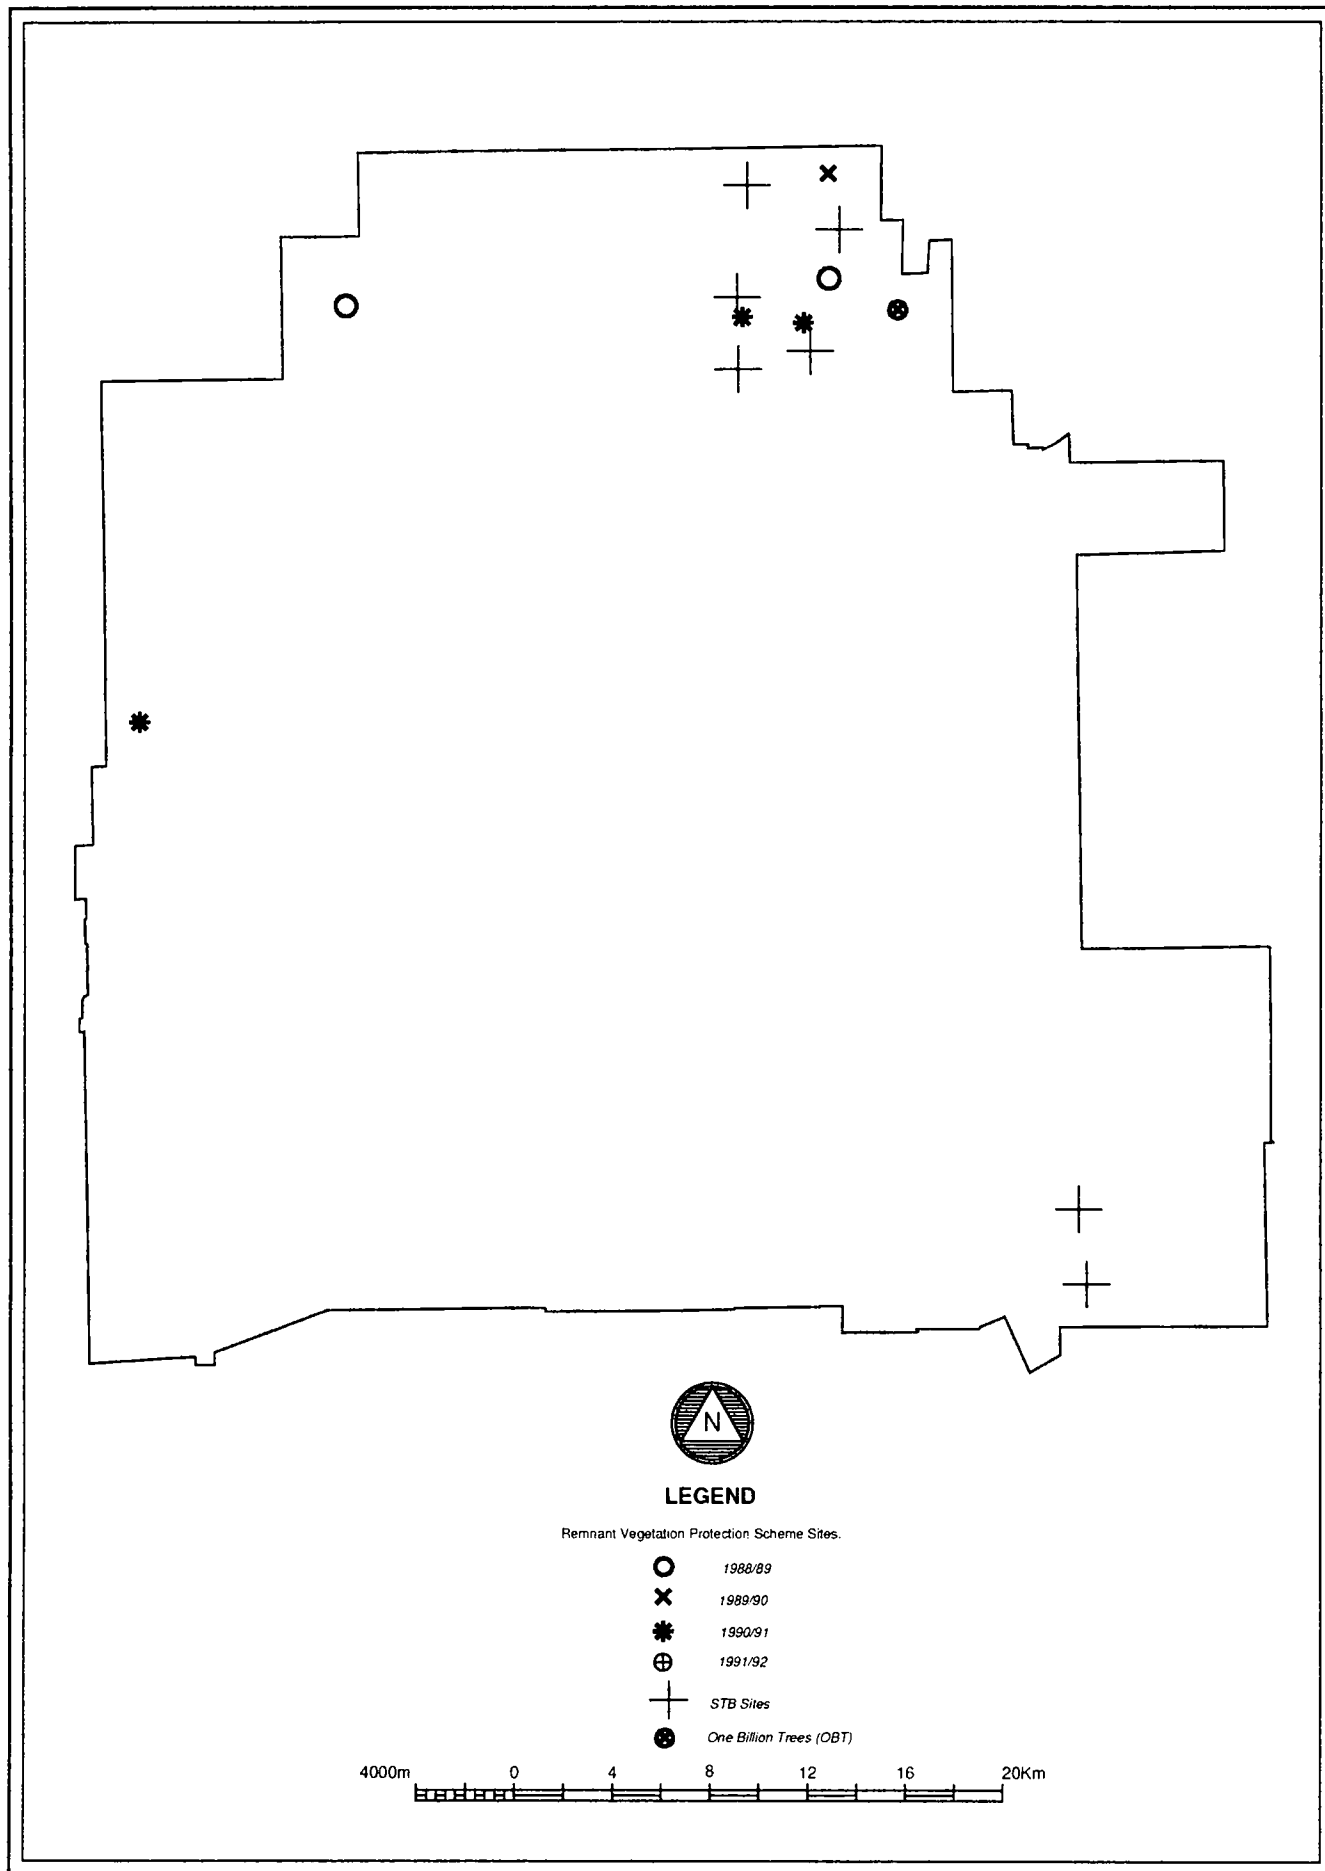 N
LEGEND
Remnant Vegetation Protection Scheme Sites.
1988/89
1989/90
1990/91
1991/92
STB Sites
One Billion Trees (OBT)
4000m 0 4 8 12 16 20Km